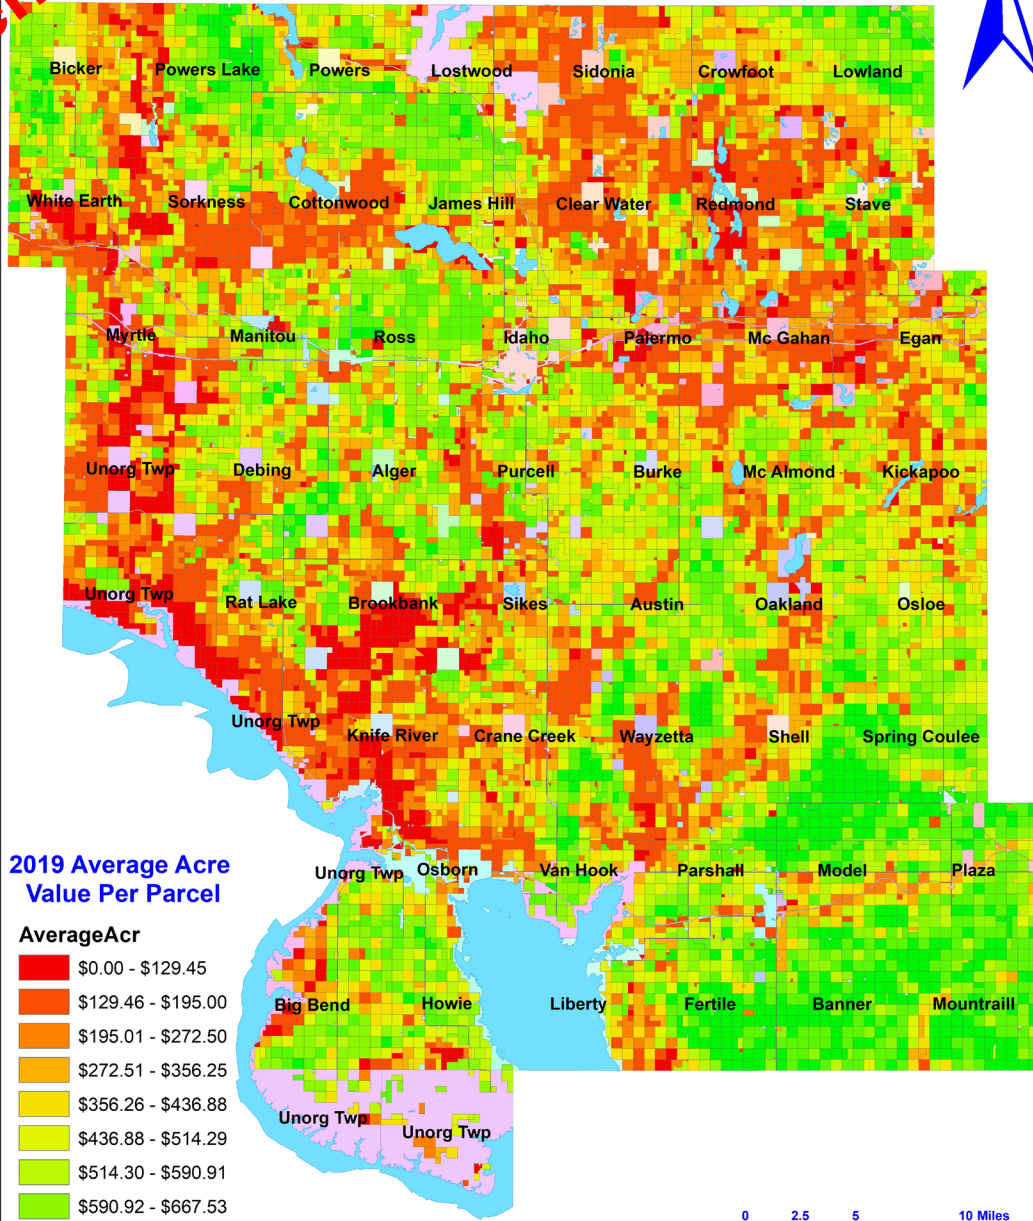 Bicker Powers Lake Powers Lostwood Sidonia Crowfoot Lowland
White Earth Sorkness Cottonwood James Hill Clear Water Redmond Stave
Myrtle Manitou Ross Idaho Palermo Mc Gahan Egan
Unorg Twp Debing Alger Purcell Burke Mc Almond Kickapoo
Unorg Twp Rat Lake Brookbank Sikes Austin Oakland Osloe
Unorg Twp Knife River Crane Creek Wayzetta Shell Spring Coulee
Unorg Twp Osborn Van Hook Parshall Model Plaza
Big Bend Howie Liberty Fertile Banner Mountraill
Unorg Twp Unorg Twp
2019 Average Acre
Value Per Parcel
AverageAcr
$0.00 - $129.45
$129.46 - $195.00
$195.01 - $272.50
$272.51 - $356.25
$356.26 - $436.88
$436.88 - $514.29
$514.30 - $590.91
$590.92 - $667.53
0 2.5 5 10 Miles